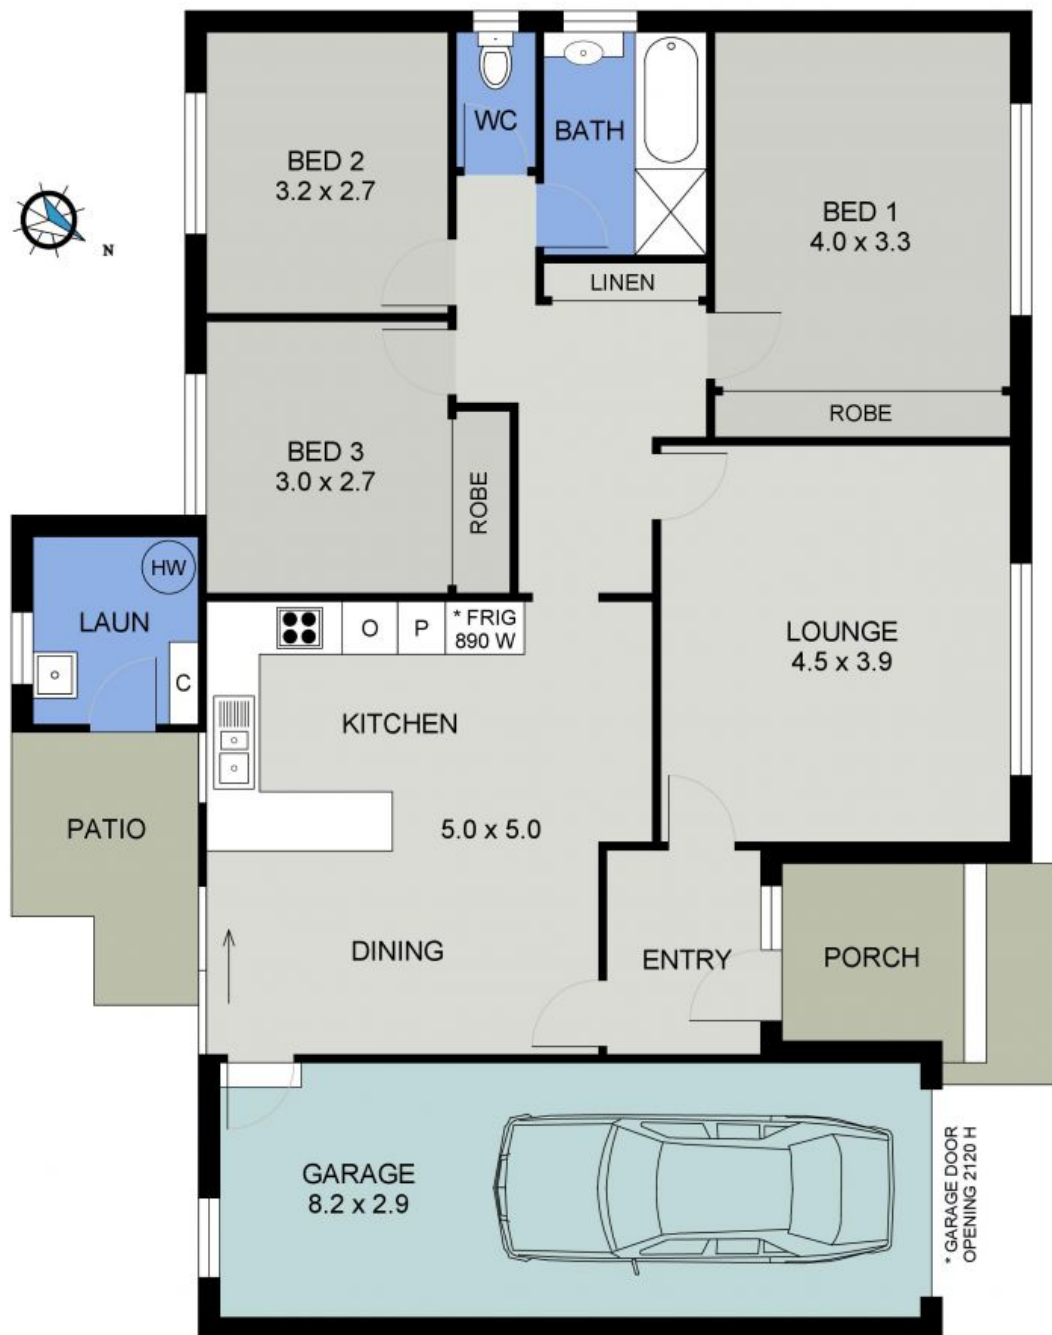 WC
BATH
BED 2
3.2 x 2.7
BED 1
4.0 x 3.3
N
LINEN
ROBE
BED 3
3.0 x 2.7
ROBE
HW
LAUN
C
O
P
* FRIG
890 W
LOUNGE
4.5 x 3.9
KITCHEN
5.0 x 5.0
PATIO
DINING
ENTRY
PORCH
GARAGE
8.2 x 2.9
* GARAGE DOOR
OPENING 2120 H